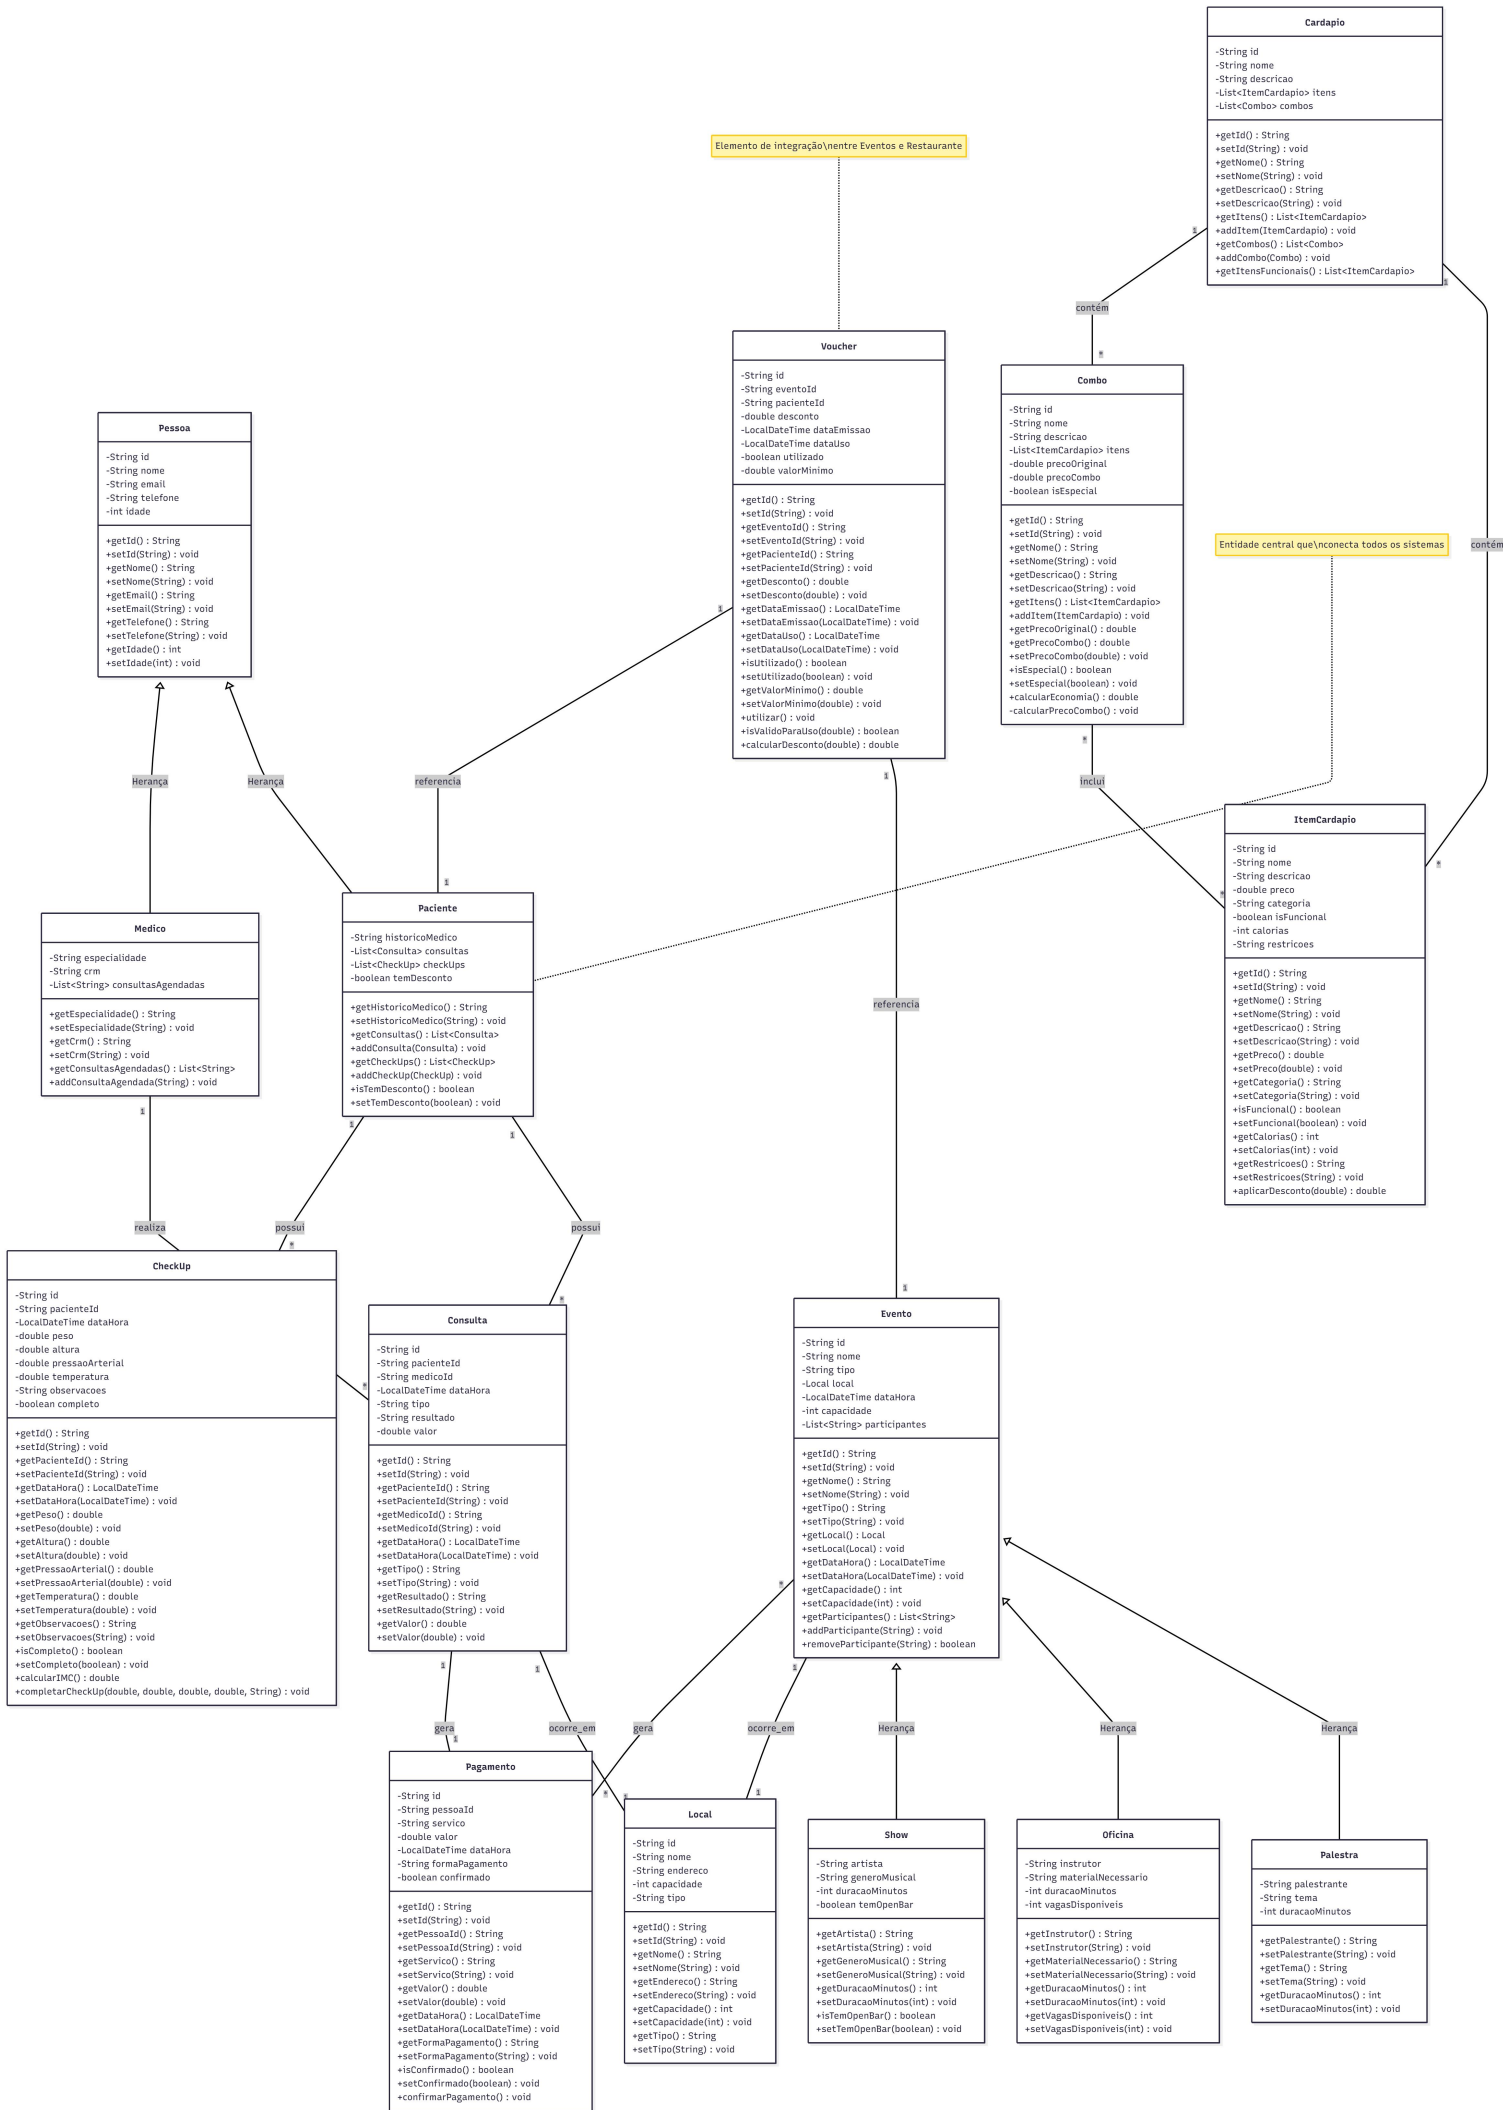 Cardapio
-String id
-String nome
-String descricao
-List<ItemCardapio> itens
-List<Combo> combos
+getId() : String
+setId(String) : void
+getNome() : String
+setNome(String) : void
+getDescricao() : String
+setDescricao(String) : void
+getItens() : List<ItemCardapio>
+addItem(ItemCardapio) : void
+getCombos() : List<Combo>
+addCombo(Combo) : void
+getItensFuncionais() : List<ItemCardapio>
1
1
contém
*
contém
*
Elemento de integração\nentre Eventos e Restaurante
Voucher
-String id
-String eventoId
-String pacienteId
-double desconto
-LocalDateTime dataEmissao
-LocalDateTime dataUso
-boolean utilizado
-double valorMinimo
+getId() : String
+setId(String) : void
+getEventoId() : String
+setEventoId(String) : void
+getPacienteId() : String
+setPacienteId(String) : void
+getDesconto() : double
+setDesconto(double) : void
+getDataEmissao() : LocalDateTime
+setDataEmissao(LocalDateTime) : void
+getDataUso() : LocalDateTime
+setDataUso(LocalDateTime) : void
+isUtilizado() : boolean
+setUtilizado(boolean) : void
+getValorMinimo() : double
+setValorMinimo(double) : void
+utilizar() : void
+isValidoParaUso(double) : boolean
+calcularDesconto(double) : double
1
referencia
1
1
referencia
1
Combo
-String id
-String nome
-String descricao
-List<ItemCardapio> itens
-double precoOriginal
-double precoCombo
-boolean isEspecial
+getId() : String
+setId(String) : void
+getNome() : String
+setNome(String) : void
+getDescricao() : String
+setDescricao(String) : void
+getItens() : List<ItemCardapio>
+addItem(ItemCardapio) : void
+getPrecoOriginal() : double
+getPrecoCombo() : double
+setPrecoCombo(double) : void
+isEspecial() : boolean
+setEspecial(boolean) : void
+calcularEconomia() : double
-calcularPrecoCombo() : void
*
inclui
*
Entidade central que\nconecta todos os sistemas
Pessoa
-String id
-String nome
-String email
-String telefone
-int idade
+getId() : String
+setId(String) : void
+getNome() : String
+setNome(String) : void
+getEmail() : String
+setEmail(String) : void
+getTelefone() : String
+setTelefone(String) : void
+getIdade() : int
+setIdade(int) : void
Herança
Herança
ItemCardapio
-String id
-String nome
-String descricao
-double preco
-String categoria
-boolean isFuncional
-int calorias
-String restricoes
+getId() : String
+setId(String) : void
+getNome() : String
+setNome(String) : void
+getDescricao() : String
+setDescricao(String) : void
+getPreco() : double
+setPreco(double) : void
+getCategoria() : String
+setCategoria(String) : void
+isFuncional() : boolean
+setFuncional(boolean) : void
+getCalorias() : int
+setCalorias(int) : void
+getRestricoes() : String
+setRestricoes(String) : void
+aplicarDesconto(double) : double
Medico
-String especialidade
-String crm
-List<String> consultasAgendadas
+getEspecialidade() : String
+setEspecialidade(String) : void
+getCrm() : String
+setCrm(String) : void
+getConsultasAgendadas() : List<String>
+addConsultaAgendada(String) : void
1
realiza
*
Paciente
-String historicoMedico
-List<Consulta> consultas
-List<CheckUp> checkUps
-boolean temDesconto
+getHistoricoMedico() : String
+setHistoricoMedico(String) : void
+getConsultas() : List<Consulta>
+addConsulta(Consulta) : void
+getCheckUps() : List<CheckUp>
+addCheckUp(CheckUp) : void
+isTemDesconto() : boolean
+setTemDesconto(boolean) : void
1
possui
*
1
possui
*
CheckUp
-String id
-String pacienteId
-LocalDateTime dataHora
-double peso
-double altura
-double pressaoArterial
-double temperatura
-String observacoes
-boolean completo
+getId() : String
+setId(String) : void
+getPacienteId() : String
+setPacienteId(String) : void
+getDataHora() : LocalDateTime
+setDataHora(LocalDateTime) : void
+getPeso() : double
+setPeso(double) : void
+getAltura() : double
+setAltura(double) : void
+getPressaoArterial() : double
+setPressaoArterial(double) : void
+getTemperatura() : double
+setTemperatura(double) : void
+getObservacoes() : String
+setObservacoes(String) : void
+isCompleto() : boolean
+setCompleto(boolean) : void
+calcularIMC() : double
+completarCheckUp(double, double, double, double, String) : void
Consulta
-String id
-String pacienteId
-String medicoId
-LocalDateTime dataHora
-String tipo
-String resultado
-double valor
+getId() : String
+setId(String) : void
+getPacienteId() : String
+setPacienteId(String) : void
+getMedicoId() : String
+setMedicoId(String) : void
+getDataHora() : LocalDateTime
+setDataHora(LocalDateTime) : void
+getTipo() : String
+setTipo(String) : void
+getResultado() : String
+setResultado(String) : void
+getValor() : double
+setValor(double) : void
1
gera
1
1
ocorre_em
1
Evento
-String id
-String nome
-String tipo
-Local local
-LocalDateTime dataHora
-int capacidade
-List<String> participantes
+getId() : String
+setId(String) : void
+getNome() : String
+setNome(String) : void
+getTipo() : String
+setTipo(String) : void
+getLocal() : Local
+setLocal(Local) : void
+getDataHora() : LocalDateTime
+setDataHora(LocalDateTime) : void
+getCapacidade() : int
+setCapacidade(int) : void
+getParticipantes() : List<String>
+addParticipante(String) : void
+removeParticipante(String) : boolean
*
gera
*
1
ocorre_em
1
Herança
Herança
Herança
Pagamento
-String id
-String pessoaId
-String servico
-double valor
-LocalDateTime dataHora
-String formaPagamento
-boolean confirmado
+getId() : String
+setId(String) : void
+getPessoaId() : String
+setPessoaId(String) : void
+getServico() : String
+setServico(String) : void
+getValor() : double
+setValor(double) : void
+getDataHora() : LocalDateTime
+setDataHora(LocalDateTime) : void
+getFormaPagamento() : String
+setFormaPagamento(String) : void
+isConfirmado() : boolean
+setConfirmado(boolean) : void
+confirmarPagamento() : void
Local
-String id
-String nome
-String endereco
-int capacidade
-String tipo
+getId() : String
+setId(String) : void
+getNome() : String
+setNome(String) : void
+getEndereco() : String
+setEndereco(String) : void
+getCapacidade() : int
+setCapacidade(int) : void
+getTipo() : String
+setTipo(String) : void
Show
-String artista
-String generoMusical
-int duracaoMinutos
-boolean temOpenBar
+getArtista() : String
+setArtista(String) : void
+getGeneroMusical() : String
+setGeneroMusical(String) : void
+getDuracaoMinutos() : int
+setDuracaoMinutos(int) : void
+isTemOpenBar() : boolean
+setTemOpenBar(boolean) : void
Oficina
-String instrutor
-String materialNecessario
-int duracaoMinutos
-int vagasDisponiveis
+getInstrutor() : String
+setInstrutor(String) : void
+getMaterialNecessario() : String
+setMaterialNecessario(String) : void
+getDuracaoMinutos() : int
+setDuracaoMinutos(int) : void
+getVagasDisponiveis() : int
+setVagasDisponiveis(int) : void
Palestra
-String palestrante
-String tema
-int duracaoMinutos
+getPalestrante() : String
+setPalestrante(String) : void
+getTema() : String
+setTema(String) : void
+getDuracaoMinutos() : int
+setDuracaoMinutos(int) : void